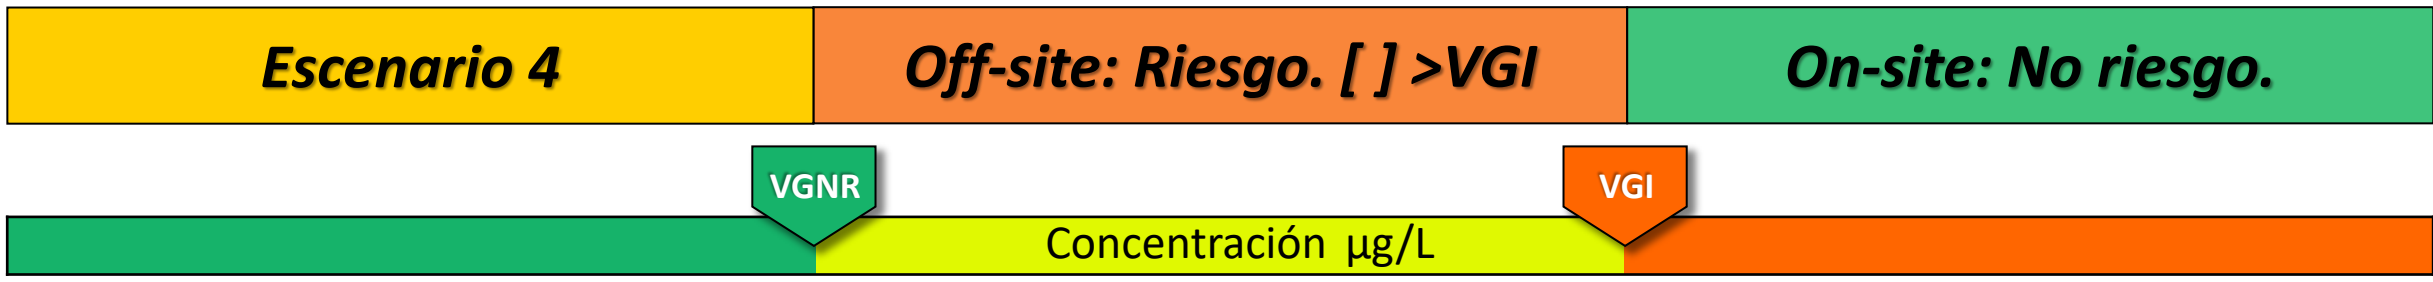 Escenario 4
Off-site: Riesgo. [ ] >VGI
On-site: No riesgo.
VGNR
VGI
Concentración µg/L